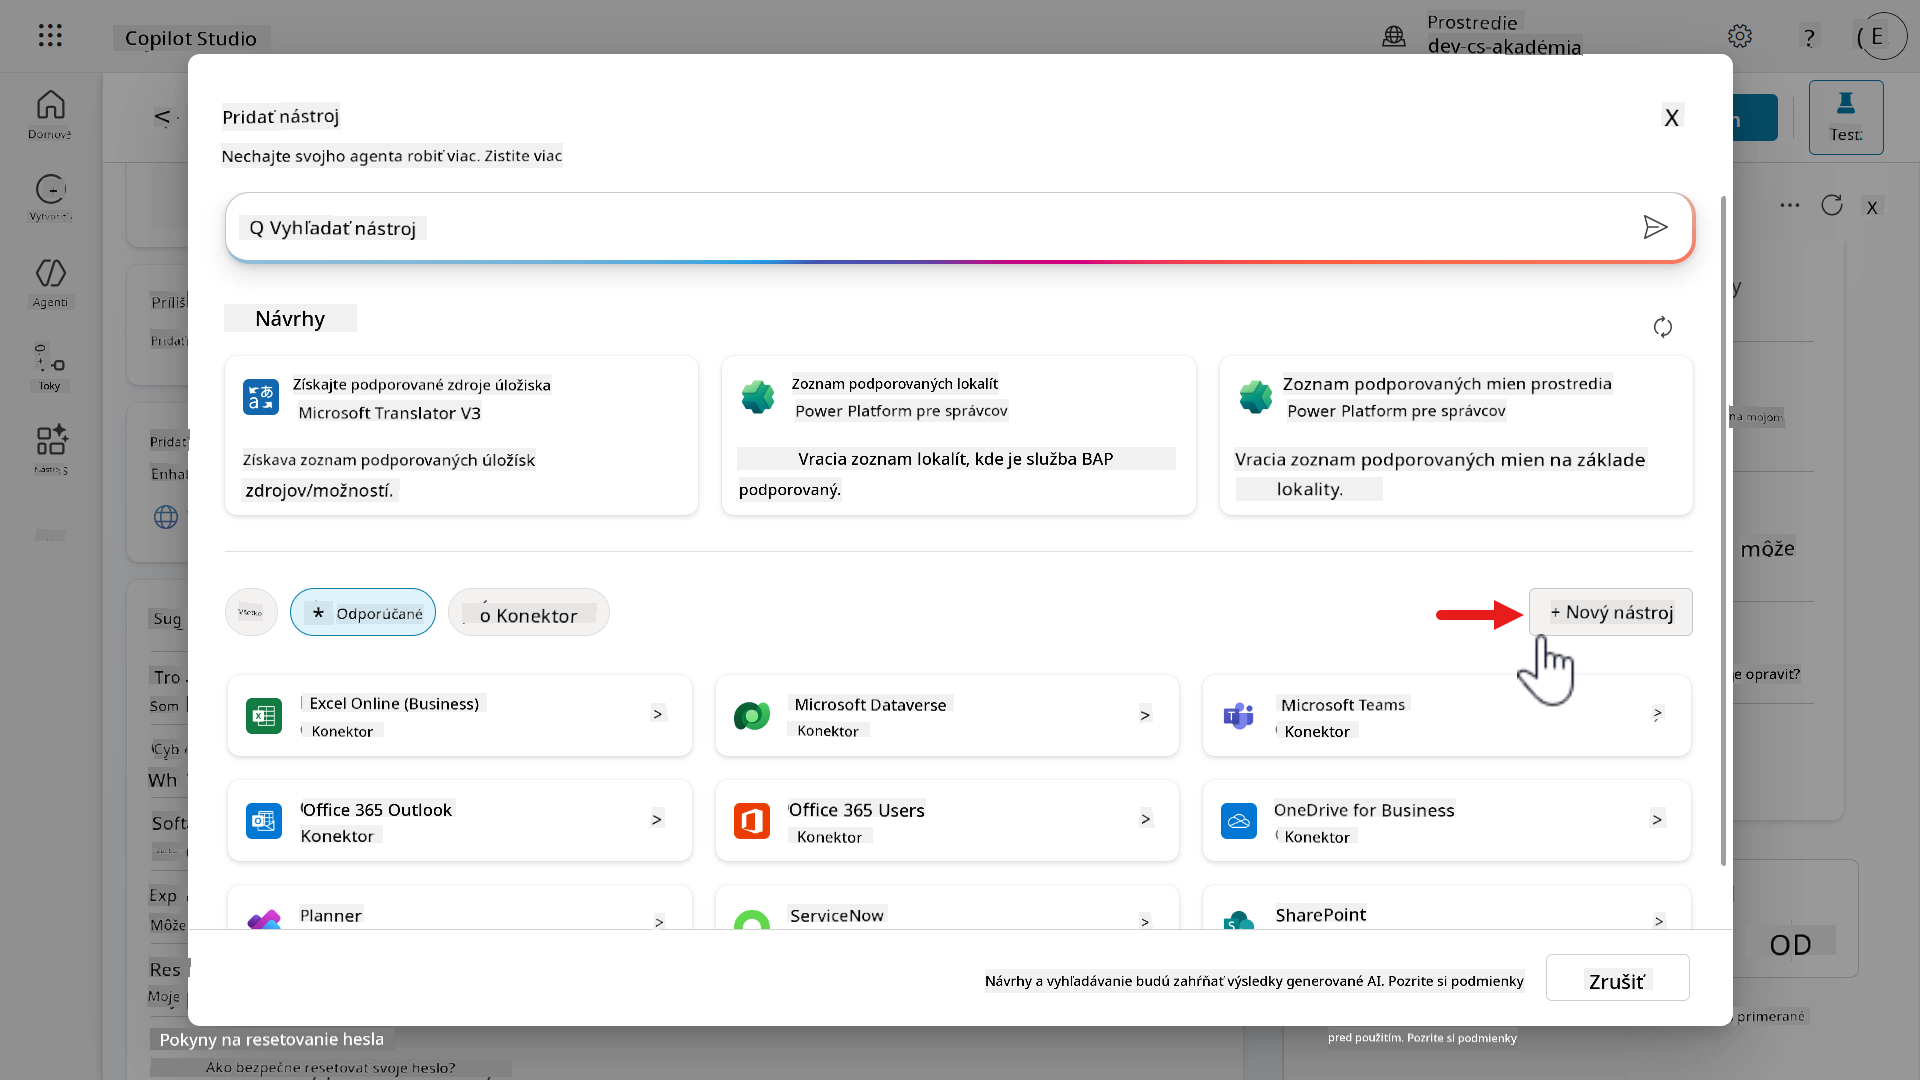 Copilot Studio
Prostredie
dev-cs-akadémia
?
( E
Domové
Vytvoriť
Agenti
Toky
Nástroj
<
Test:
Pridať nástroj
X
Nechajte svojho agenta robiť viac. Zistite viac
Q Vyhľadať nástroj
Návrhy
Získajte podporované zdroje úložiska
Microsoft Translator V3
Získava zoznam podporovaných úložísk
zdrojov/možností.
Zoznam podporovaných lokalít
Power Platform pre správcov
Vracia zoznam lokalít, kde je služba BAP
podporovaný.
Zoznam podporovaných mien prostredia
Power Platform pre správcov
Vracia zoznam podporovaných mien na základe
lokality.
Všetko
* Odporúčané
o Konektor
+ Nový nástroj
Excel Online (Business)
Konektor
>
Microsoft Dataverse
Konektor
>
Microsoft Teams
Konektor
>
Office 365 Outlook
Konektor
>
Office 365 Users
Konektor
>
OneDrive for Business
Konektor
>
Planner
>
ServiceNow
>
SharePoint
>
Návrhy a vyhľadávanie budú zahŕňať výsledky generované AI. Pozrite si podmienky
Zrušiť
Príliš
Pridať
Pridať
Enha
Sug
Tro
Som
Cyb
Wh
Soft
Exp
Môže
Res
Moje
Pokyny na resetovanie hesla
Ako bezpečne resetovať svoje heslo?
X
y
na mojom
môže
e opraviť?
OD
primerané
pred použitím. Pozrite si podmienky